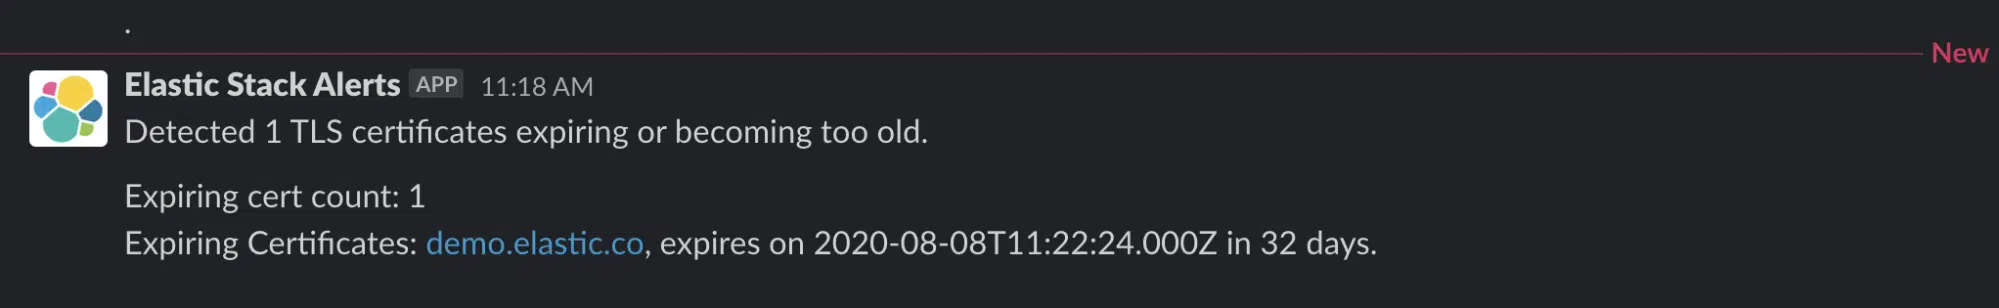 .
New
Elastic Stack Alerts APP 11:18 AM
Detected 1 TLS certificates expiring or becoming too old.
Expiring cert count: 1
Expiring Certificates: demo.elastic.co, expires on 2020-08-08T11:22:24.000Z in 32 days.